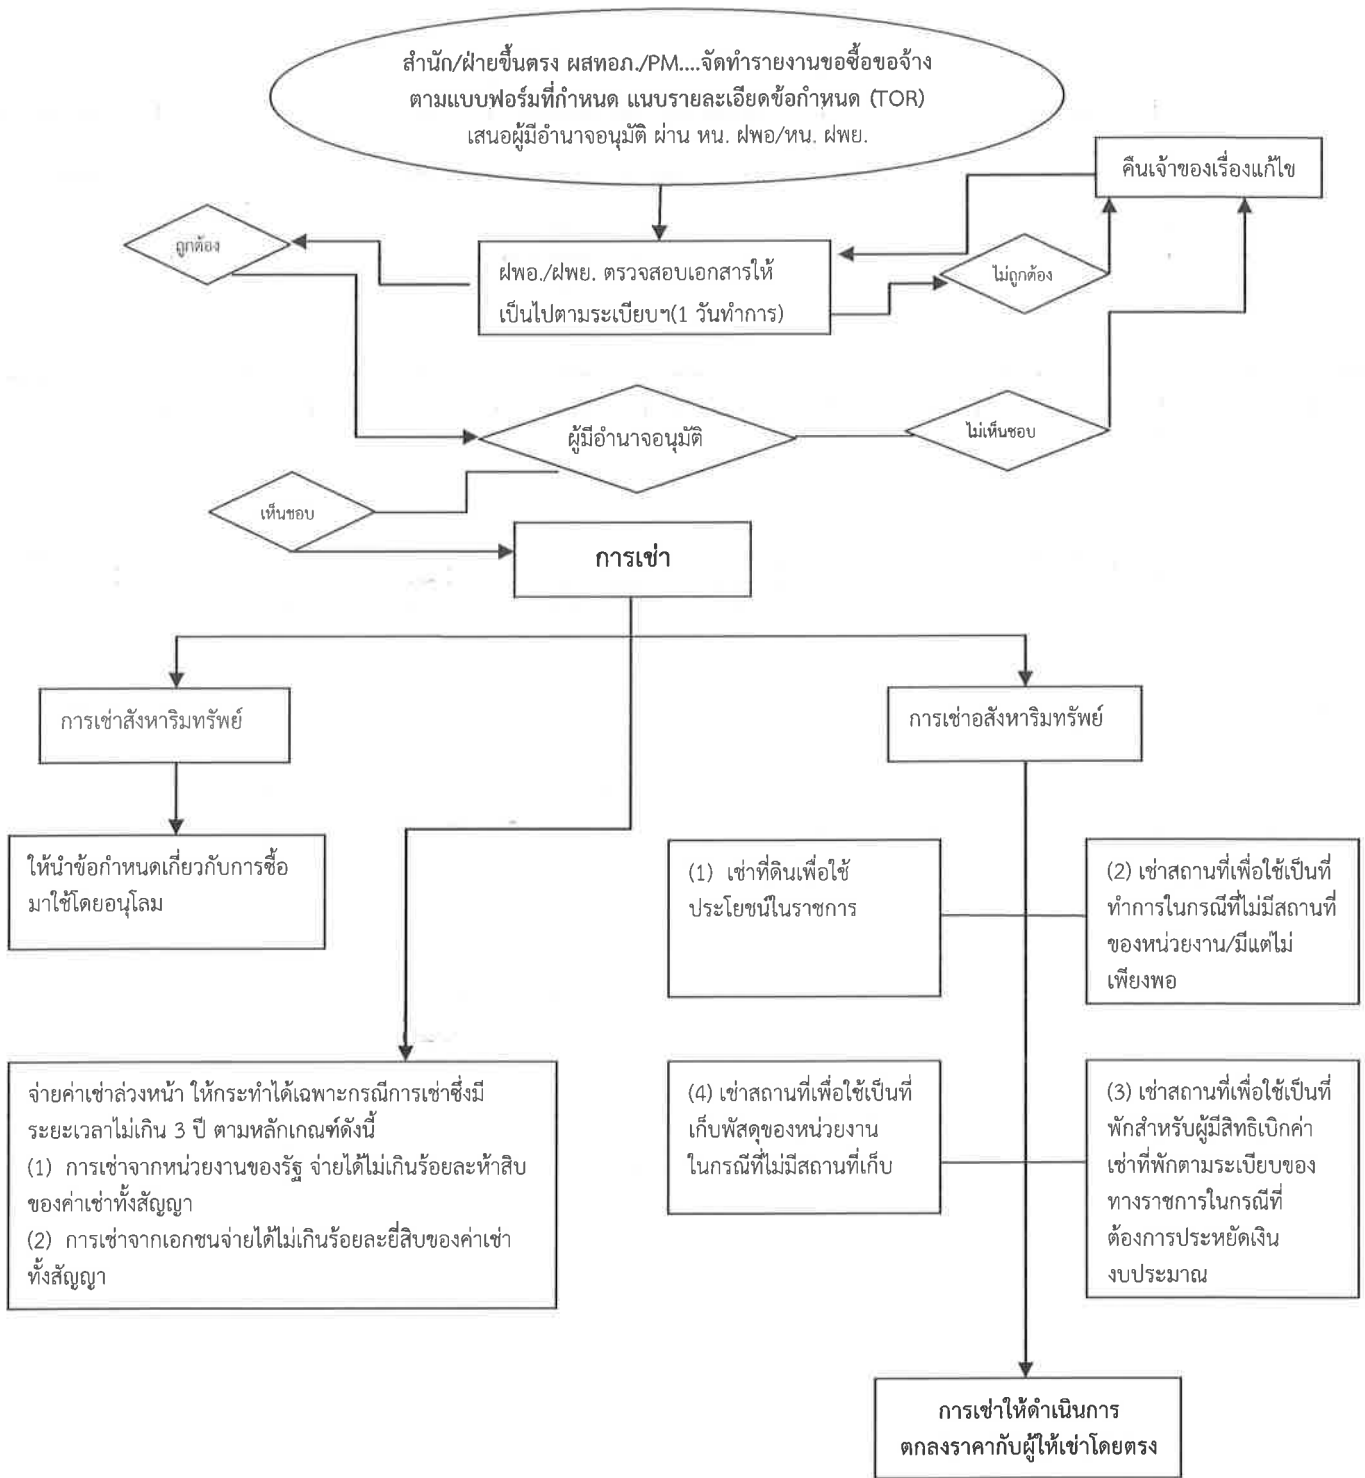 สำนัก/ฝ่ายขึ้นตรง ผสทอภ./PM....จัดทำรายงานขอซื้อขอจ้าง
ตามแบบฟอร์มที่กำหนด แนบรายละเอียดข้อกำหนด (TOR)
เสนอผู้มีอำนาจอนุมัติ ผ่าน หน. ฝพอ/หน. ฝพย.
คืนเจ้าของเรื่องแก้ไข
ถูกต้อง
ฝพอ./ฝพย. ตรวจสอบเอกสารให้
เป็นไปตามระเบียบฯ(1 วันทำการ)
ไม่ถูกต้อง
ผู้มีอำนาจอนุมัติ
ไม่เห็นชอบ
เห็นชอบ
การเช่า
การเช่าสังหาริมทรัพย์
การเช่าอสังหาริมทรัพย์
ให้นำข้อกำหนดเกี่ยวกับการซื้อ
มาใช้โดยอนุโลม
(1) เช่าที่ดินเพื่อใช้
ประโยชน์ในราชการ
(2) เช่าสถานที่เพื่อใช้เป็นที่
ทำการในกรณีที่ไม่มีสถานที่
ของหน่วยงาน/มีแต่ไม่
เพียงพอ
จ่ายค่าเช่าล่วงหน้า ให้กระทำได้เฉพาะกรณีการเช่าซึ่งมี
ระยะเวลาไม่เกิน 3 ปี ตามหลักเกณฑ์ดังนี้
(1) การเช่าจากหน่วยงานของรัฐ จ่ายได้ไม่เกินร้อยละห้าสิบ
ของค่าเช่าทั้งสัญญา
(2) การเช่าจากเอกชนจ่ายได้ไม่เกินร้อยละยี่สิบของค่าเช่า
ทั้งสัญญา
(4) เช่าสถานที่เพื่อใช้เป็นที่
เก็บพัสดุของหน่วยงาน
ในกรณีที่ไม่มีสถานที่เก็บ
(3) เช่าสถานที่เพื่อใช้เป็นที่
พักสำหรับผู้มีสิทธิเบิกค่า
เช่าที่พักตามระเบียบของ
ทางราชการในกรณีที่
ต้องการประหยัดเงิน
งบประมาณ
การเช่าให้ดำเนินการ
ตกลงราคากับผู้ให้เช่าโดยตรง